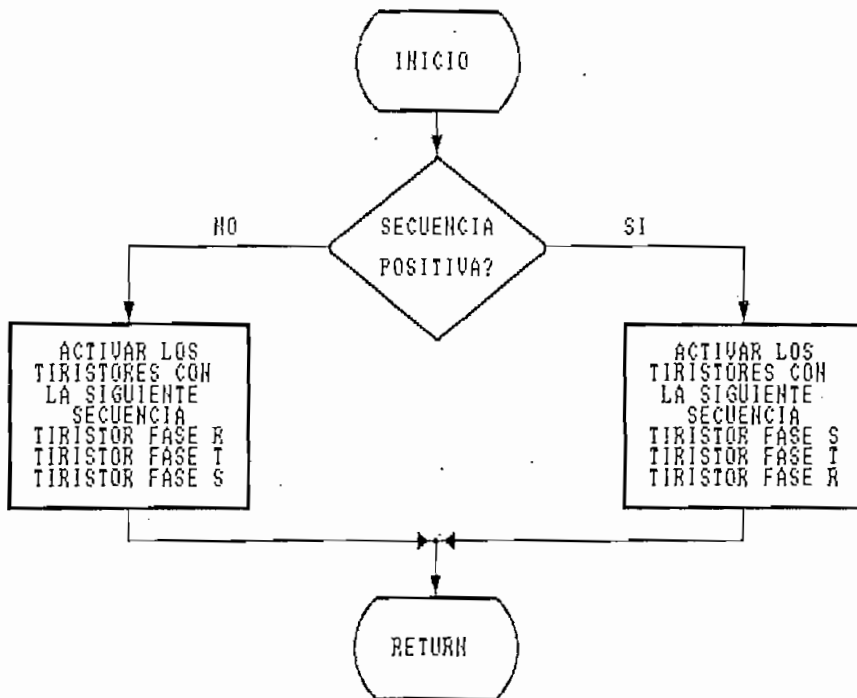 INICIO
SECUENCIA
POSITIVA?
NO
SI
ACTIVAR LOS
TIRISTORES CON
LA SIGUIENTE
SECUENCIA
TIRISTOR FASE R
TIRISTOR FASE T
TIRISTOR FASE S
ACTIVAR LOS
TIRISTORES CON
LA SIGUIENTE
SECUENCIA
TIRISTOR FASE S
TIRISTOR FASE T
TIRISTOR FASE R
RETURN